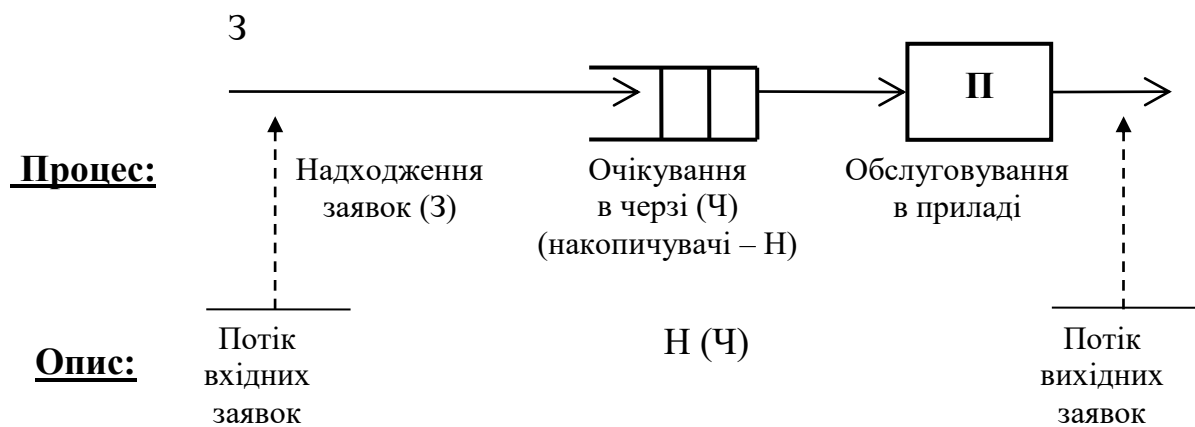 З
П
Процес:
Надходження
заявок (З)
Очікування
в черзі (Ч)
(накопичувачі – Н)
Обслуговування
в приладі
Опис:
Потік
вхідних
заявок
Н (Ч)
Потік
вихідних
заявок